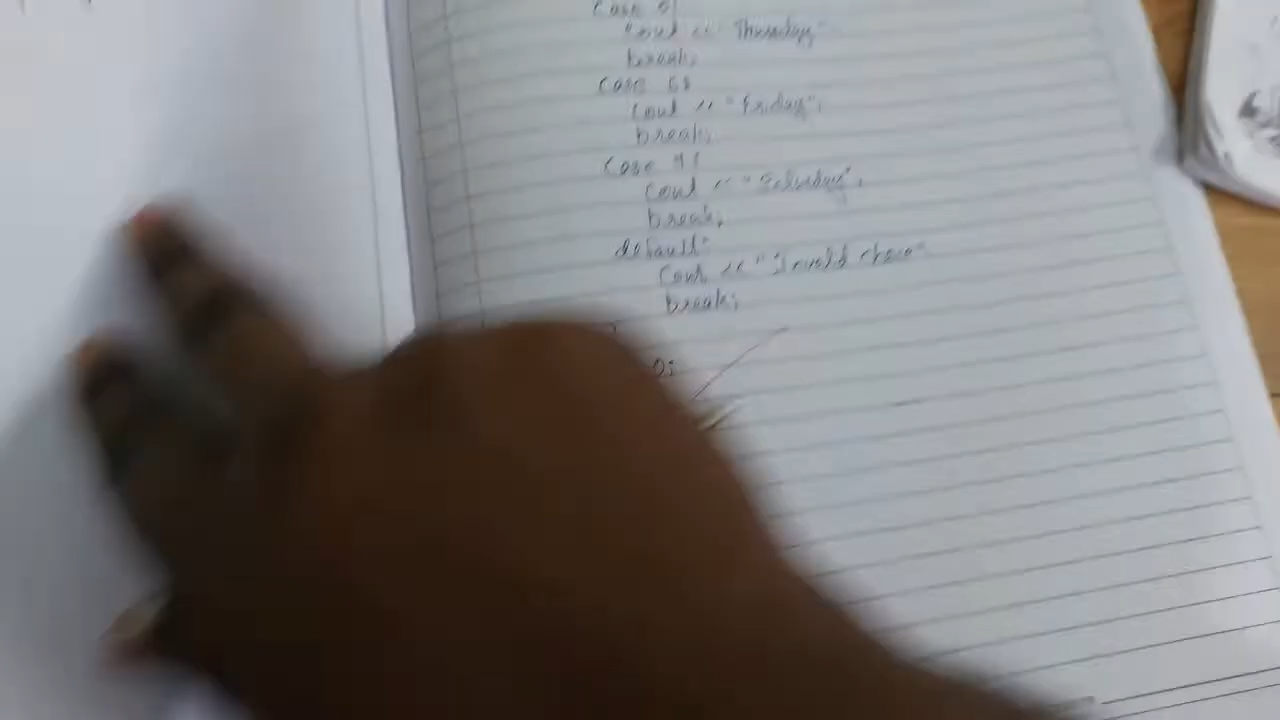 Case 5:
cout << "Thursday"
break;
Case 6:
cout << "Friday";
break;
Case 7:
cout << "Saturday";
break;
default:
cout << "Invalid
break;
0;